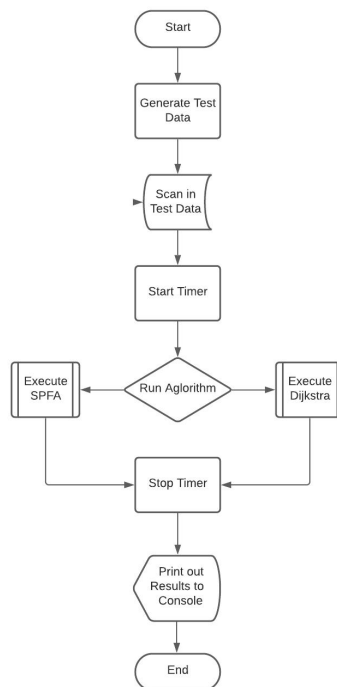 Start
Generate Test
Data
Scan in
Test Data
Start Timer
Execute
SPFA
Run Aglorithm
Execute
Dijkstra
Stop Timer
Print out
Results to
Console
End